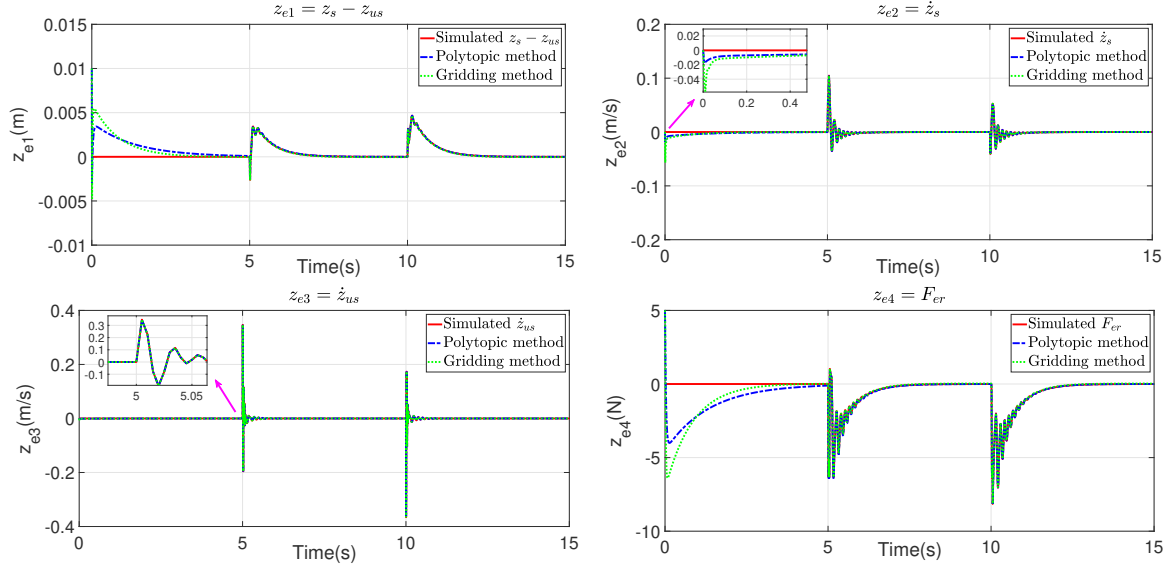 z_{e1} = z_s − z_{us}
0.015
0.01
0.005
0
-0.005
-0.01
z_{e1}(m)
Simulated z_s − z_{us}
Polytopic method
Gridding method
0 5 10 15
Time(s)
z_{e2} = ż_s
0.2
0.1
0
-0.1
-0.2
z_{e2}(m/s)
0.02
0
-0.02
-0.04
0 0.2 0.4
Simulated ż_s
Polytopic method
Gridding method
0 5 10 15
Time(s)
z_{e3} = ż_{us}
0.4
0.2
0
-0.2
-0.4
z_{e3}(m/s)
0.3
0.2
0.1
0
-0.1
5 5.05
Simulated ż_{us}
Polytopic method
Gridding method
0 5 10 15
Time(s)
z_{e4} = F_{er}
5
0
-5
-10
z_{e4}(N)
Simulated F_{er}
Polytopic method
Gridding method
0 5 10 15
Time(s)